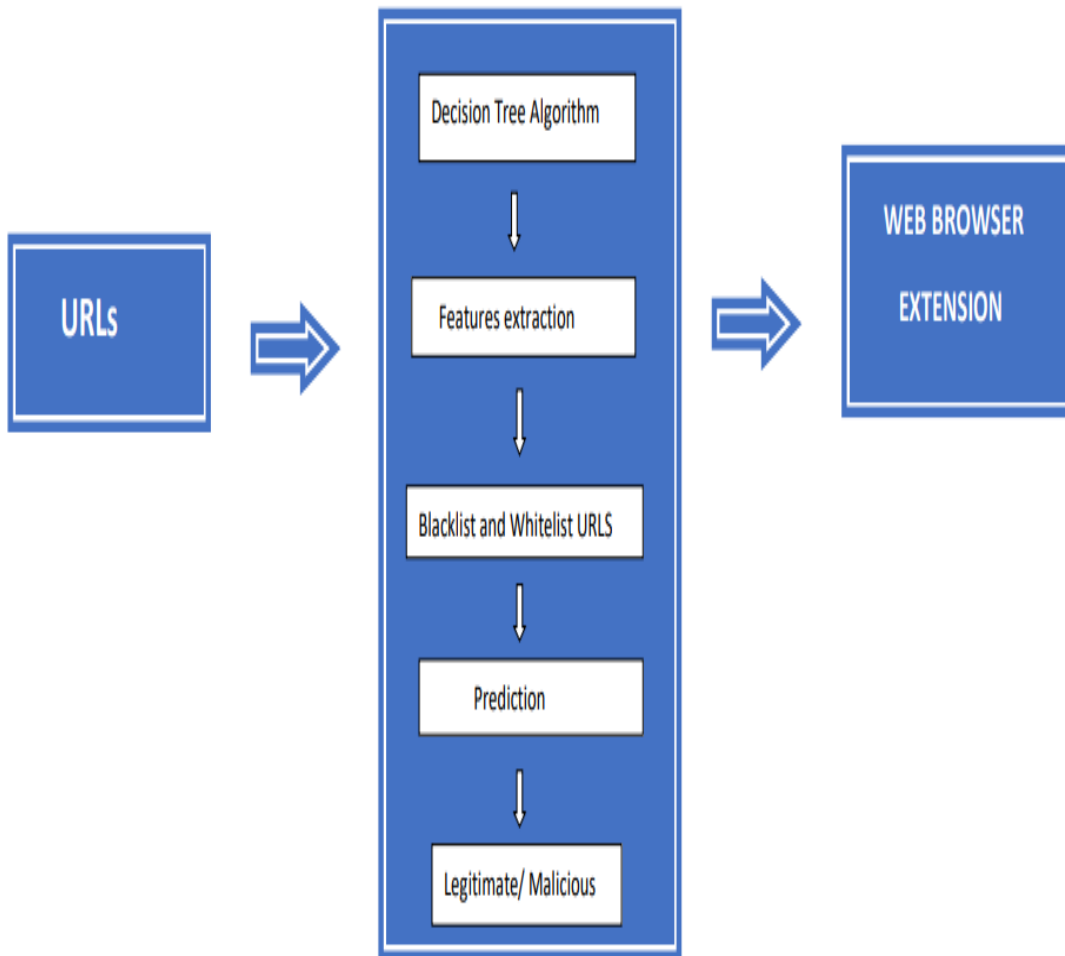 URLs
Decision Tree Algorithm
Features extraction
Blacklist and Whitelist URLS
Prediction
Legitimate/ Malicious
WEB BROWSER
EXTENSION